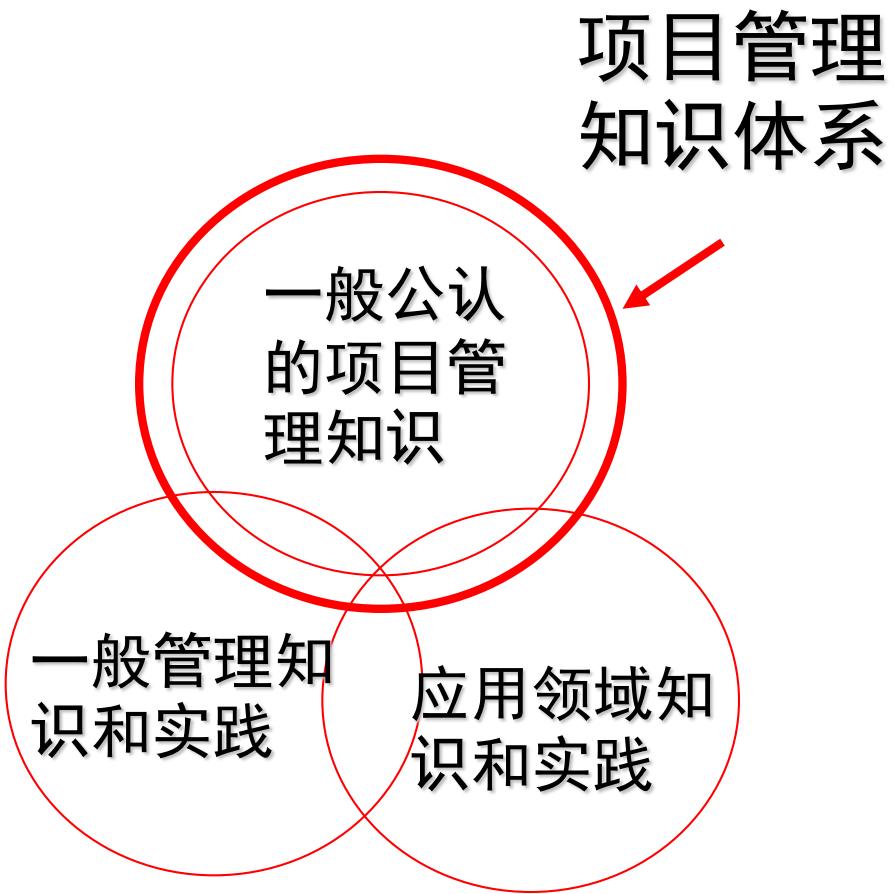 项目管理
知识体系
一般公认
的项目管
理知识
一般管理知
识和实践
应用领域知
识和实践